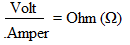 Volt
.Amper
= Ohm (Ω)